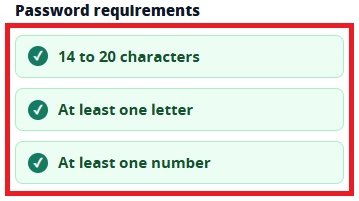 Password requirements
14 to 20 characters
At least one letter
At least one number